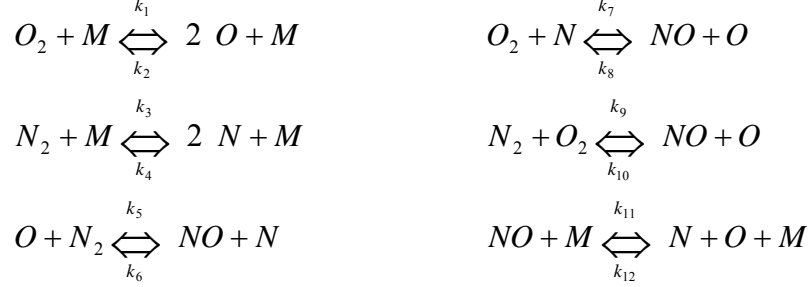 O₂ + M ⇔ 2 O + M
k₁
k₂
N₂ + M ⇔ 2 N + M
k₃
k₄
O + N₂ ⇔ NO + N
k₅
k₆
O₂ + N ⇔ NO + O
k₇
k₈
N₂ + O₂ ⇔ NO + O
k₉
k₁₀
NO + M ⇔ N + O + M
k₁₁
k₁₂